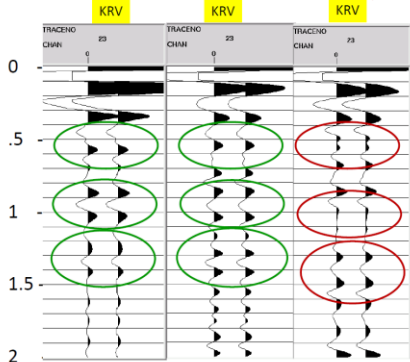 KRV
KRV
KRV
TRACENO
23
CHAN
0
TRACENO
23
CHAN
0
TRACENO
23
CHAN
0
0
.5
1
1.5
2